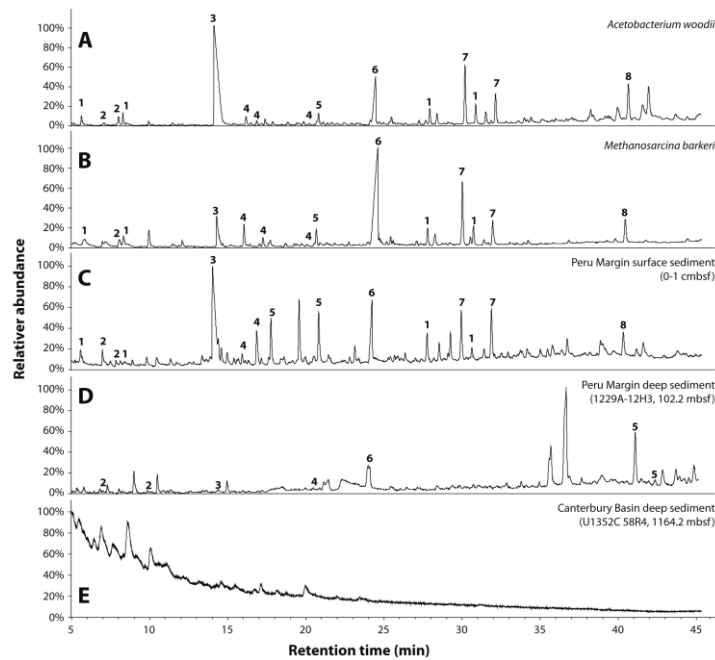 Relativer abundance
100%
80%
60%
40%
20%
0%
A
Acetobacterium woodii
1 2 2 1 3 4 4 4 5 6 1 7 1 7 8
100%
80%
60%
40%
20%
0%
B
Methanosarcina barkeri
1 2 1 3 4 4 4 5 6 1 7 1 7 8
100%
80%
60%
40%
20%
0%
C
Peru Margin surface sediment
(0-1 cmbsf)
1 2 2 1 3 4 4 5 5 6 1 7 1 7 8
100%
80%
60%
40%
20%
0%
D
Peru Margin deep sediment
(1229A-12H3, 102.2 mbsf)
2 2 3 4 6 5 5
100%
80%
60%
40%
20%
0%
E
Canterbury Basin deep sediment
(U1352C 58R4, 1164.2 mbsf)
5 10 15 20 25 30 35 40 45
Retention time (min)